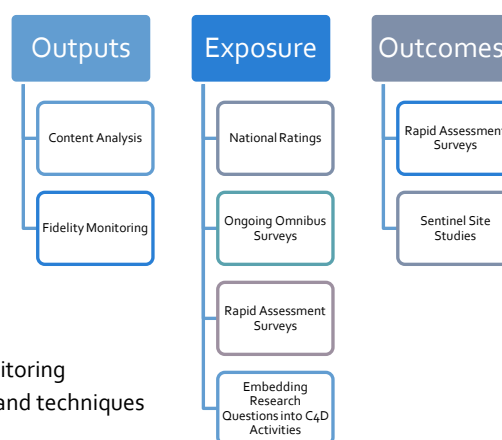 Outputs
Content Analysis
Fidelity Monitoring
Exposure
National Ratings
Ongoing Omnibus
Surveys
Rapid Assessment
Surveys
Embedding
Research
Questions into C4D
Activities
Outcomes
Rapid Assessment
Surveys
Sentinel Site
Studies
itoring
and techniques